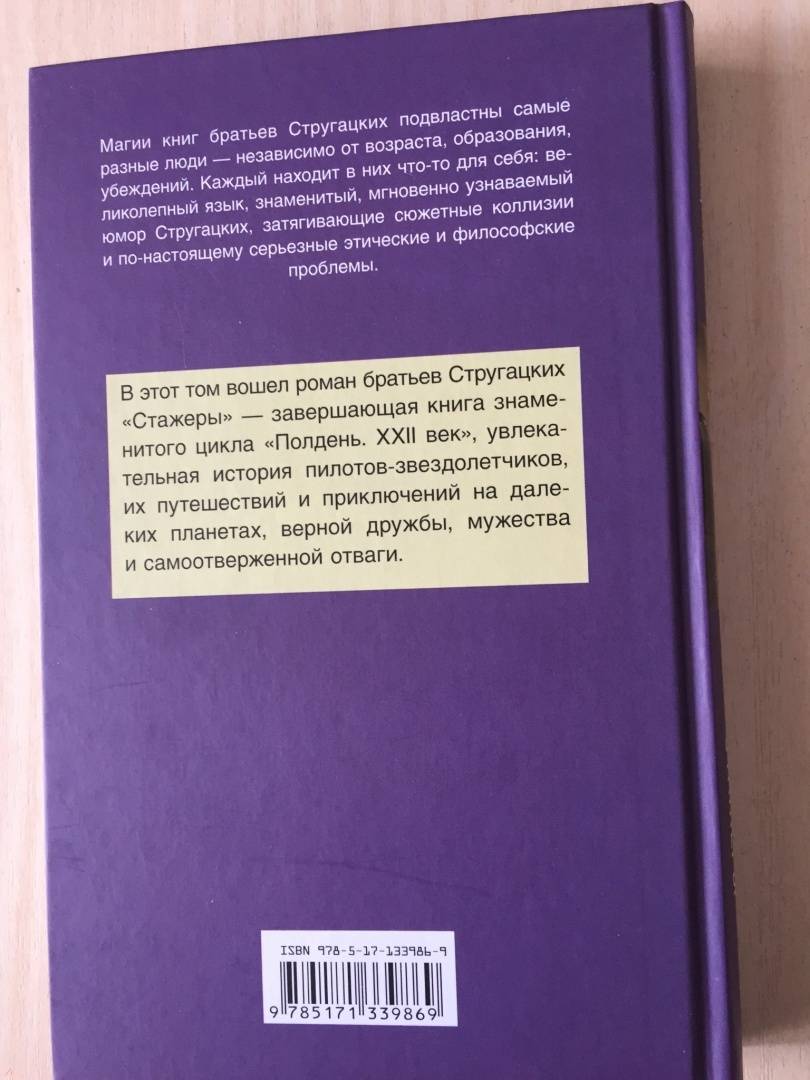 Магии книг братьев Стругацких подвластны самые
разные люди — независимо от возраста, образования,
убеждений. Каждый находит в них что-то для себя: ве-
ликолепный язык, знаменитый, мгновенно узнаваемый
юмор Стругацких, затягивающие сюжетные коллизии
и по-настоящему серьезные этические и философские
проблемы.
В этот том вошел роман братьев Стругацких
«Стажеры» — завершающая книга знаме-
нитого цикла «Полдень. XXII век», увлека-
тельная история пилотов-звездолетчиков,
их путешествий и приключений на дале-
ких планетах, верной дружбы, мужества
и самоотверженной отваги.
ISBN 978-5-17-133986-9
9 785171 339869